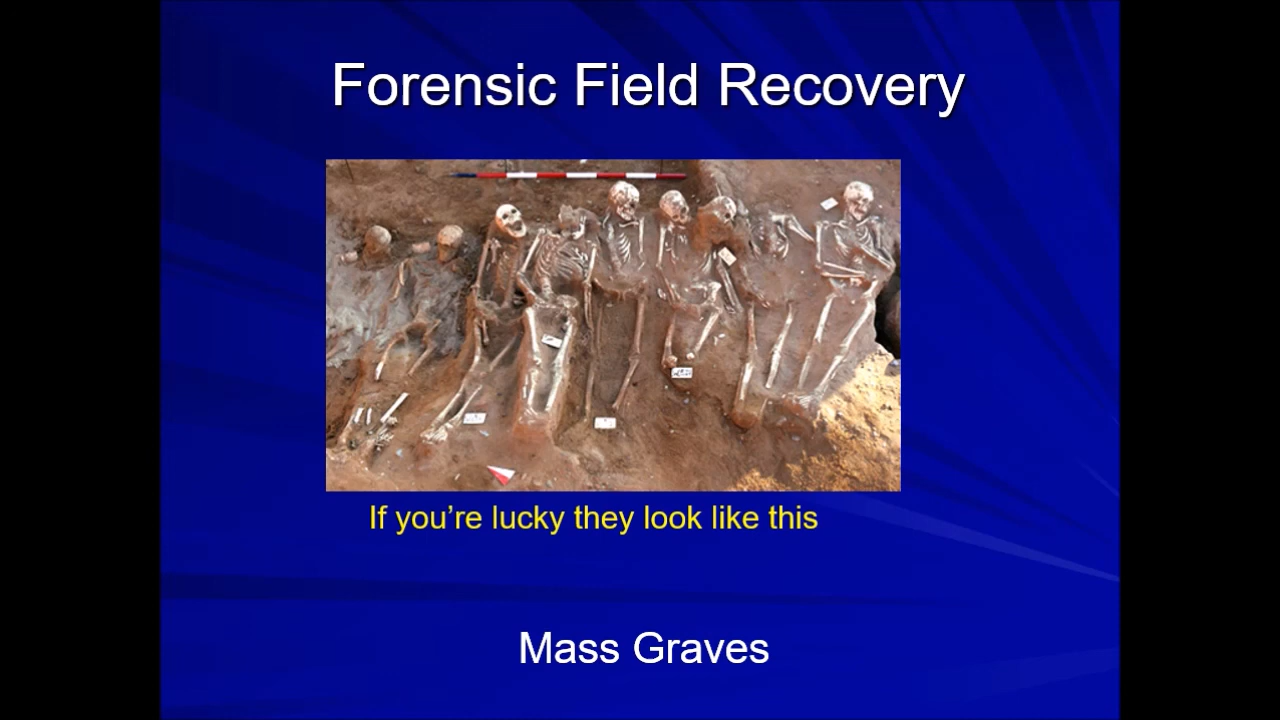 Forensic Field Recovery
If you’re lucky they look like this
Mass Graves